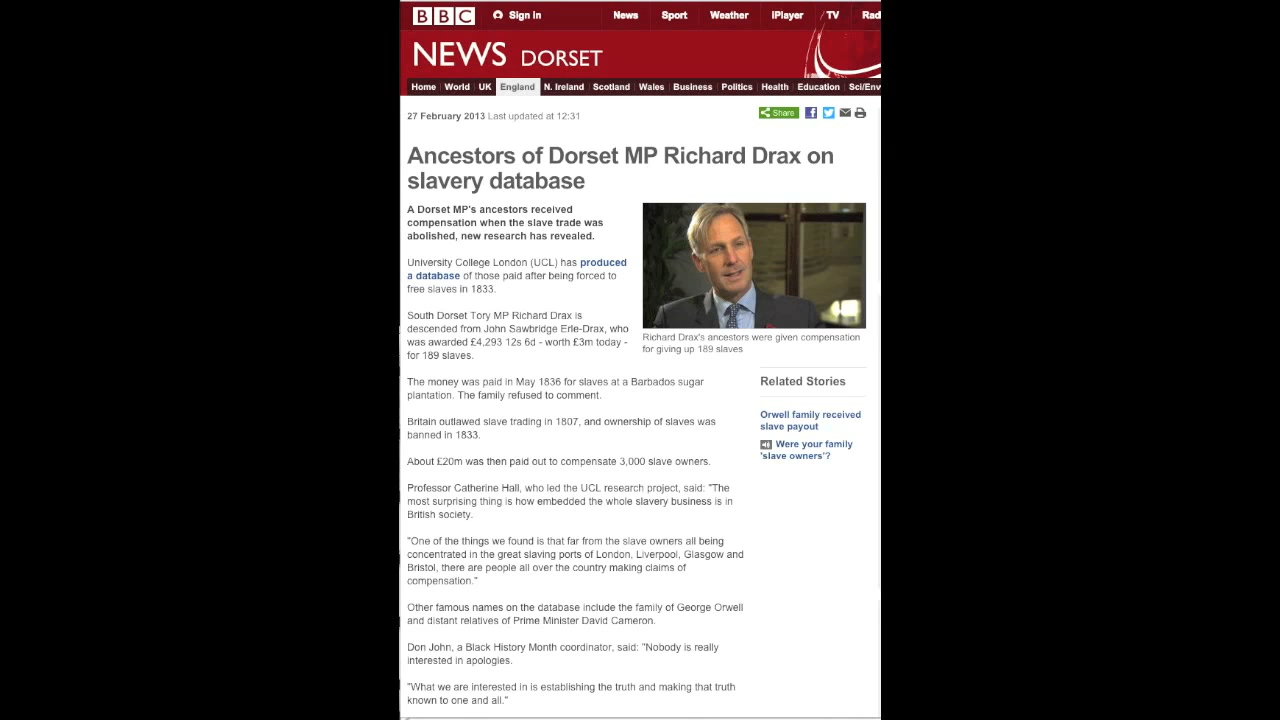 BBC Sign in News Sport Weather iPlayer TV Rad
NEWS DORSET
Home World UK England N. Ireland Scotland Wales Business Politics Health Education Sci/Env
27 February 2013 Last updated at 12:31
Share
Ancestors of Dorset MP Richard Drax on
slavery database
A Dorset MP's ancestors received
compensation when the slave trade was
abolished, new research has revealed.
University College London (UCL) has produced
a database of those paid after being forced to
free slaves in 1833.
South Dorset Tory MP Richard Drax is
descended from John Sawbridge Erle-Drax, who
was awarded £4,293 12s 6d - worth £3m today -
for 189 slaves.
Richard Drax's ancestors were given compensation
for giving up 189 slaves
The money was paid in May 1836 for slaves at a Barbados sugar
plantation. The family refused to comment.
Britain outlawed slave trading in 1807, and ownership of slaves was
banned in 1833.
About £20m was then paid out to compensate 3,000 slave owners.
Professor Catherine Hall, who led the UCL research project, said: "The
most surprising thing is how embedded the whole slavery business is in
British society.
"One of the things we found is that far from the slave owners all being
concentrated in the great slaving ports of London, Liverpool, Glasgow and
Bristol, there are people all over the country making claims of
compensation."
Other famous names on the database include the family of George Orwell
and distant relatives of Prime Minister David Cameron.
Don John, a Black History Month coordinator, said: "Nobody is really
interested in apologies.
"What we are interested in is establishing the truth and making that truth
known to one and all."
Related Stories
Orwell family received
slave payout
Were your family
'slave owners'?